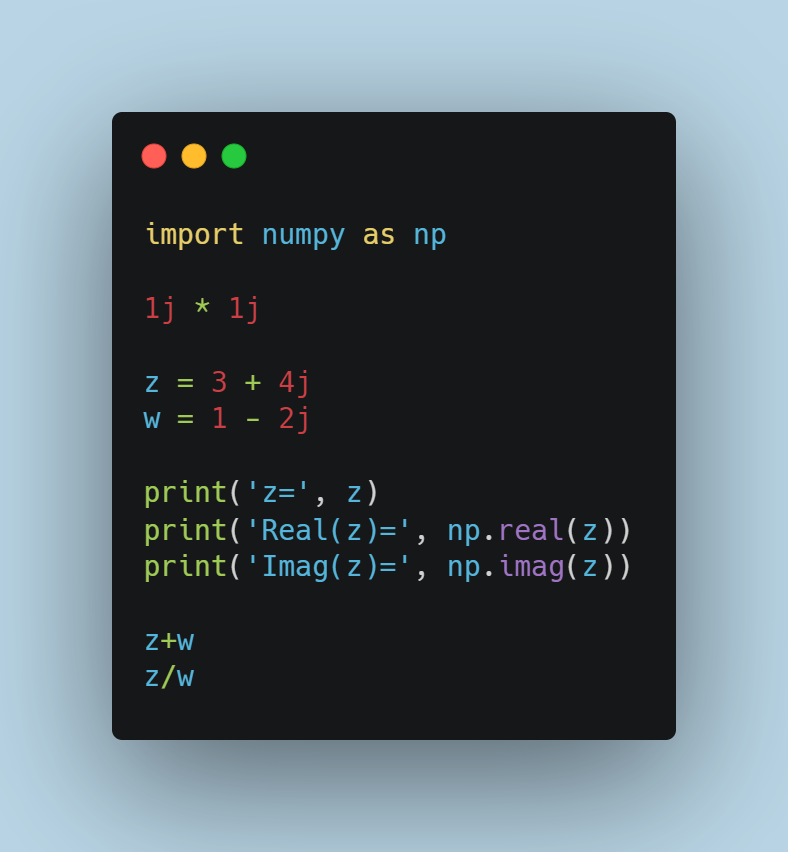 import numpy as np
1j * 1j
z = 3 + 4j
w = 1 - 2j
print('z=', z)
print('Real(z)=', np.real(z))
print('Imag(z)=', np.imag(z))
z+w
z/w